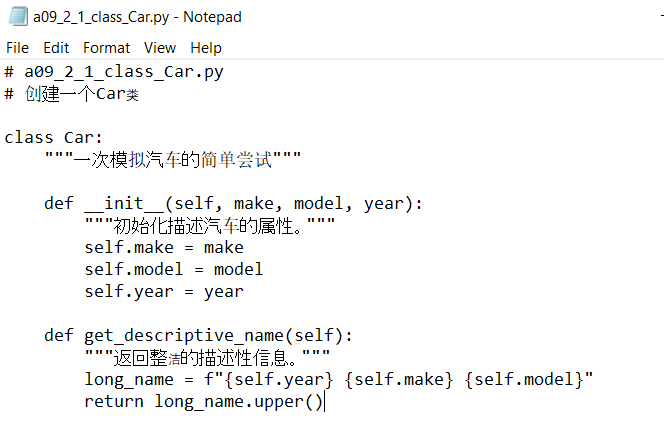 a09_2_1_class_Car.py - Notepad
File Edit Format View Help
# a09_2_1_class_Car.py
# 创建一个Car类
class Car:
    """一次模拟汽车的简单尝试"""
    def __init__(self, make, model, year):
        """初始化描述汽车的属性。"""
        self.make = make
        self.model = model
        self.year = year
    def get_descriptive_name(self):
        """返回整洁的描述性信息。"""
        long_name = f"{self.year} {self.make} {self.model}"
        return long_name.upper()